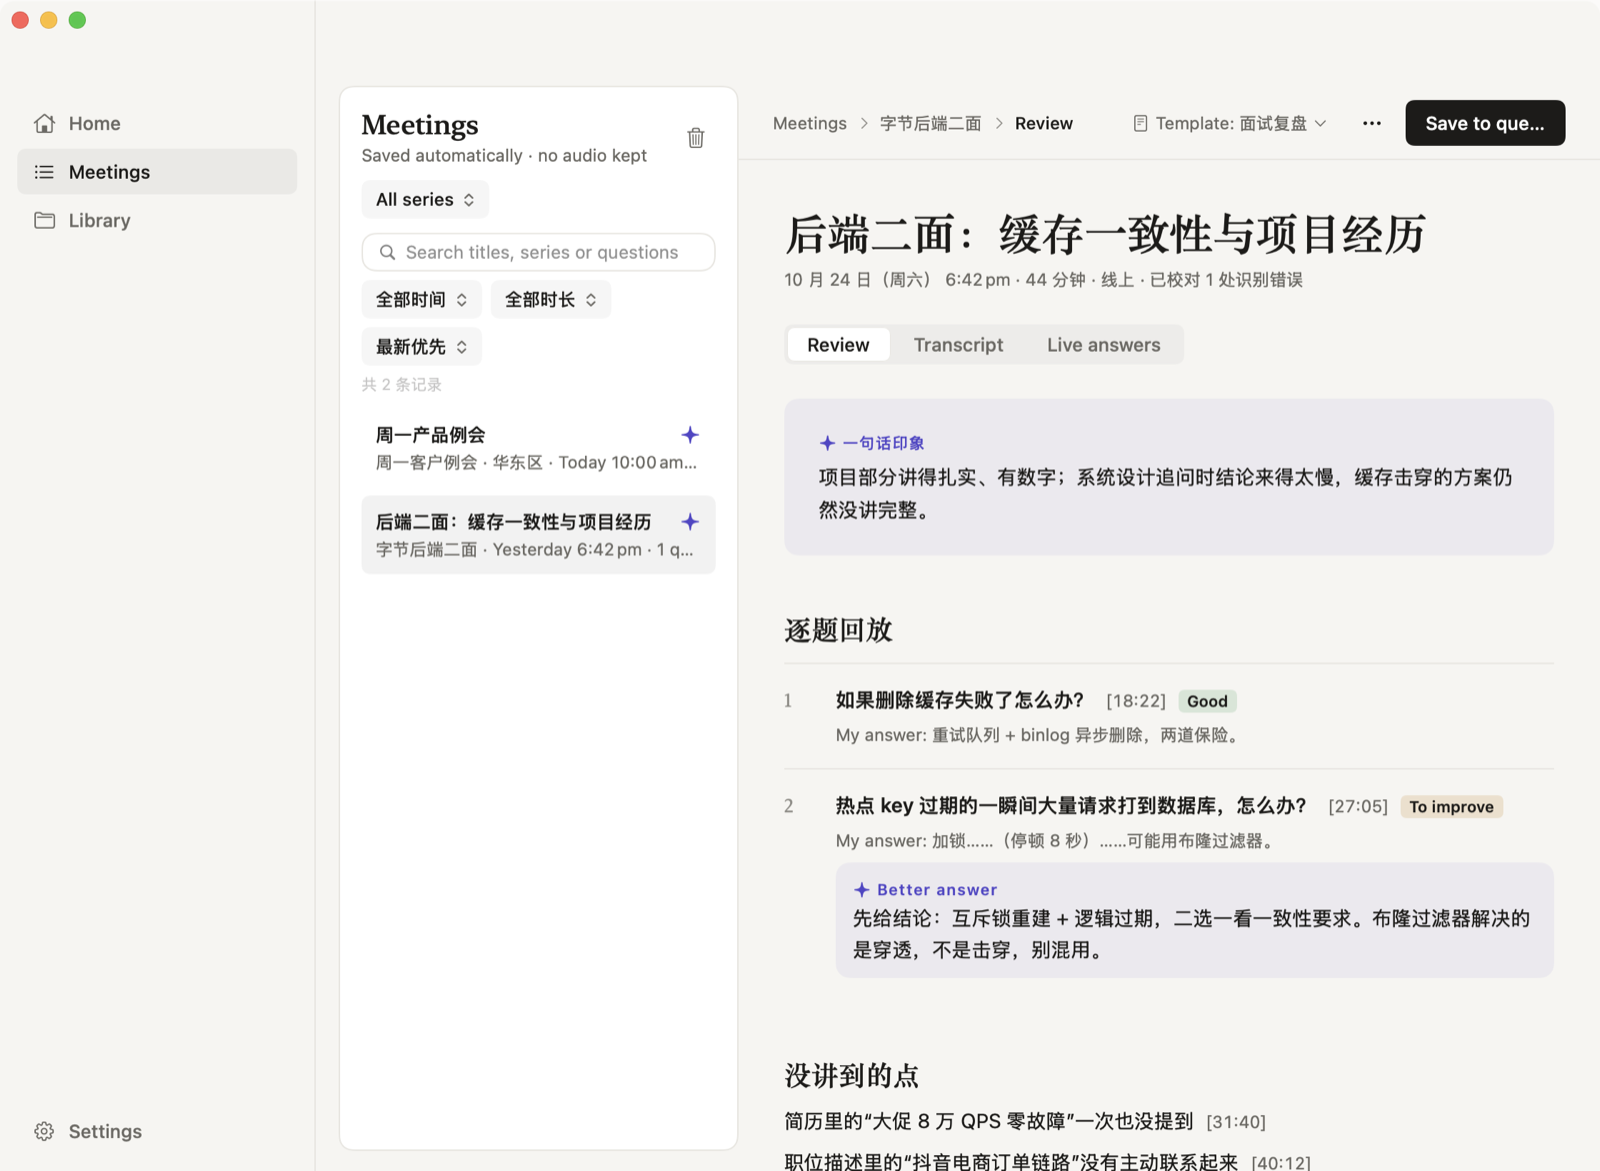 Home
Meetings
Library
Settings
Meetings
Saved automatically · no audio kept
All series
Search titles, series or questions
全部时间
全部时长
最新优先
共 2 条记录
周一产品例会
周一客户例会 · 华东区 · Today 10:00 am...
后端二面：缓存一致性与项目经历
字节后端二面 · Yesterday 6:42 pm · 1 q...
Meetings > 字节后端二面 > Review
Template: 面试复盘
Save to que...
后端二面：缓存一致性与项目经历
10 月 24 日（周六） 6:42 pm · 44 分钟 · 线上 · 已校对 1 处识别错误
Review
Transcript
Live answers
一句话印象
项目部分讲得扎实、有数字；系统设计追问时结论来得太慢，缓存击穿的方案仍
然没讲完整。
逐题回放
1 如果删除缓存失败了怎么办？ [18:22] Good
My answer: 重试队列 + binlog 异步删除，两道保险。
2 热点 key 过期的一瞬间大量请求打到数据库，怎么办？ [27:05] To improve
My answer: 加锁……（停顿 8 秒）……可能用布隆过滤器。
Better answer
先给结论：互斥锁重建 + 逻辑过期，二选一看一致性要求。布隆过滤器解决的
是穿透，不是击穿，别混用。
没讲到的点
简历里的“大促 8 万 QPS 零故障”一次也没提到 [31:40]
职位描述里的“抖音电商订单链路”没有主动联系起来 [40:12]